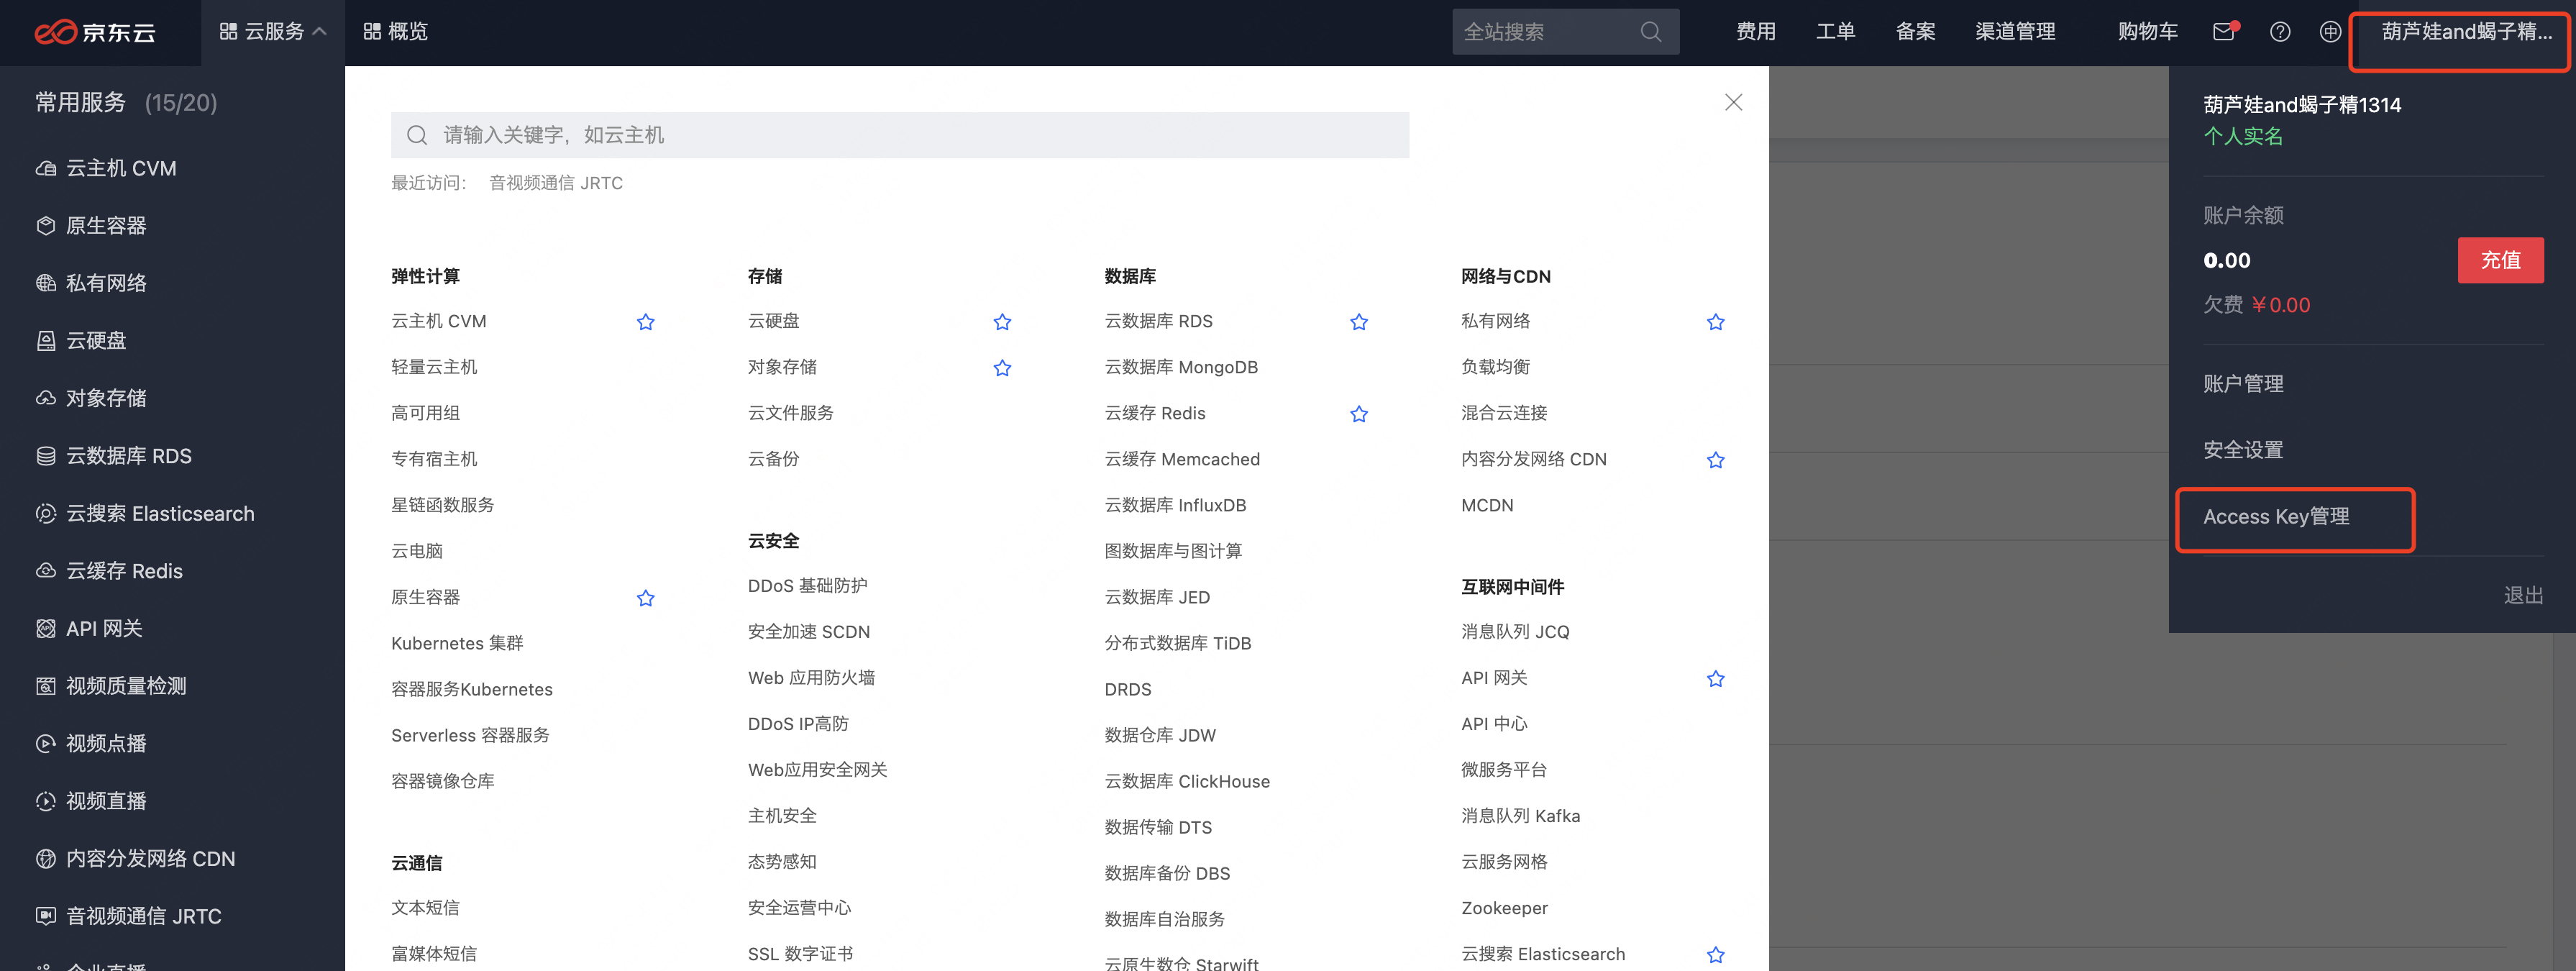 京东云
云服务
概览
全站搜索
费用
工单
备案
渠道管理
购物车
中
葫芦娃and蝎子精...
常用服务 (15/20)
云主机 CVM
原生容器
私有网络
云硬盘
对象存储
云数据库 RDS
云搜索 Elasticsearch
云缓存 Redis
API 网关
视频质量检测
视频点播
视频直播
内容分发网络 CDN
音视频通信 JRTC
企业直播
请输入关键字，如云主机
最近访问： 音视频通信 JRTC
弹性计算
云主机 CVM
轻量云主机
高可用组
专有宿主机
星链函数服务
云电脑
原生容器
Kubernetes 集群
容器服务Kubernetes
Serverless 容器服务
容器镜像仓库
云通信
文本短信
富媒体短信
存储
云硬盘
对象存储
云文件服务
云备份
云安全
DDoS 基础防护
安全加速 SCDN
Web 应用防火墙
DDoS IP高防
Web应用安全网关
主机安全
态势感知
安全运营中心
SSL 数字证书
数据库
云数据库 RDS
云数据库 MongoDB
云缓存 Redis
云缓存 Memcached
云数据库 InfluxDB
图数据库与图计算
云数据库 JED
分布式数据库 TiDB
DRDS
数据仓库 JDW
云数据库 ClickHouse
数据传输 DTS
数据库备份 DBS
数据库自治服务
云原生数仓 Starwift
网络与CDN
私有网络
负载均衡
混合云连接
内容分发网络 CDN
MCDN
互联网中间件
消息队列 JCQ
API 网关
API 中心
微服务平台
消息队列 Kafka
云服务网格
Zookeeper
云搜索 Elasticsearch
葫芦娃and蝎子精1314
个人实名
账户余额
0.00
充值
欠费 ￥0.00
账户管理
安全设置
Access Key管理
退出